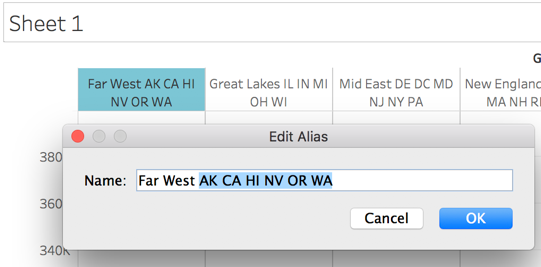 Sheet 1
G
Far West AK CA HI
NV OR WA
Great Lakes IL IN MI
OH WI
Mid East DE DC MD
NJ NY PA
New England
MA NH RI
Edit Alias
Name: Far West AK CA HI NV OR WA
Cancel OK
380
360
340K